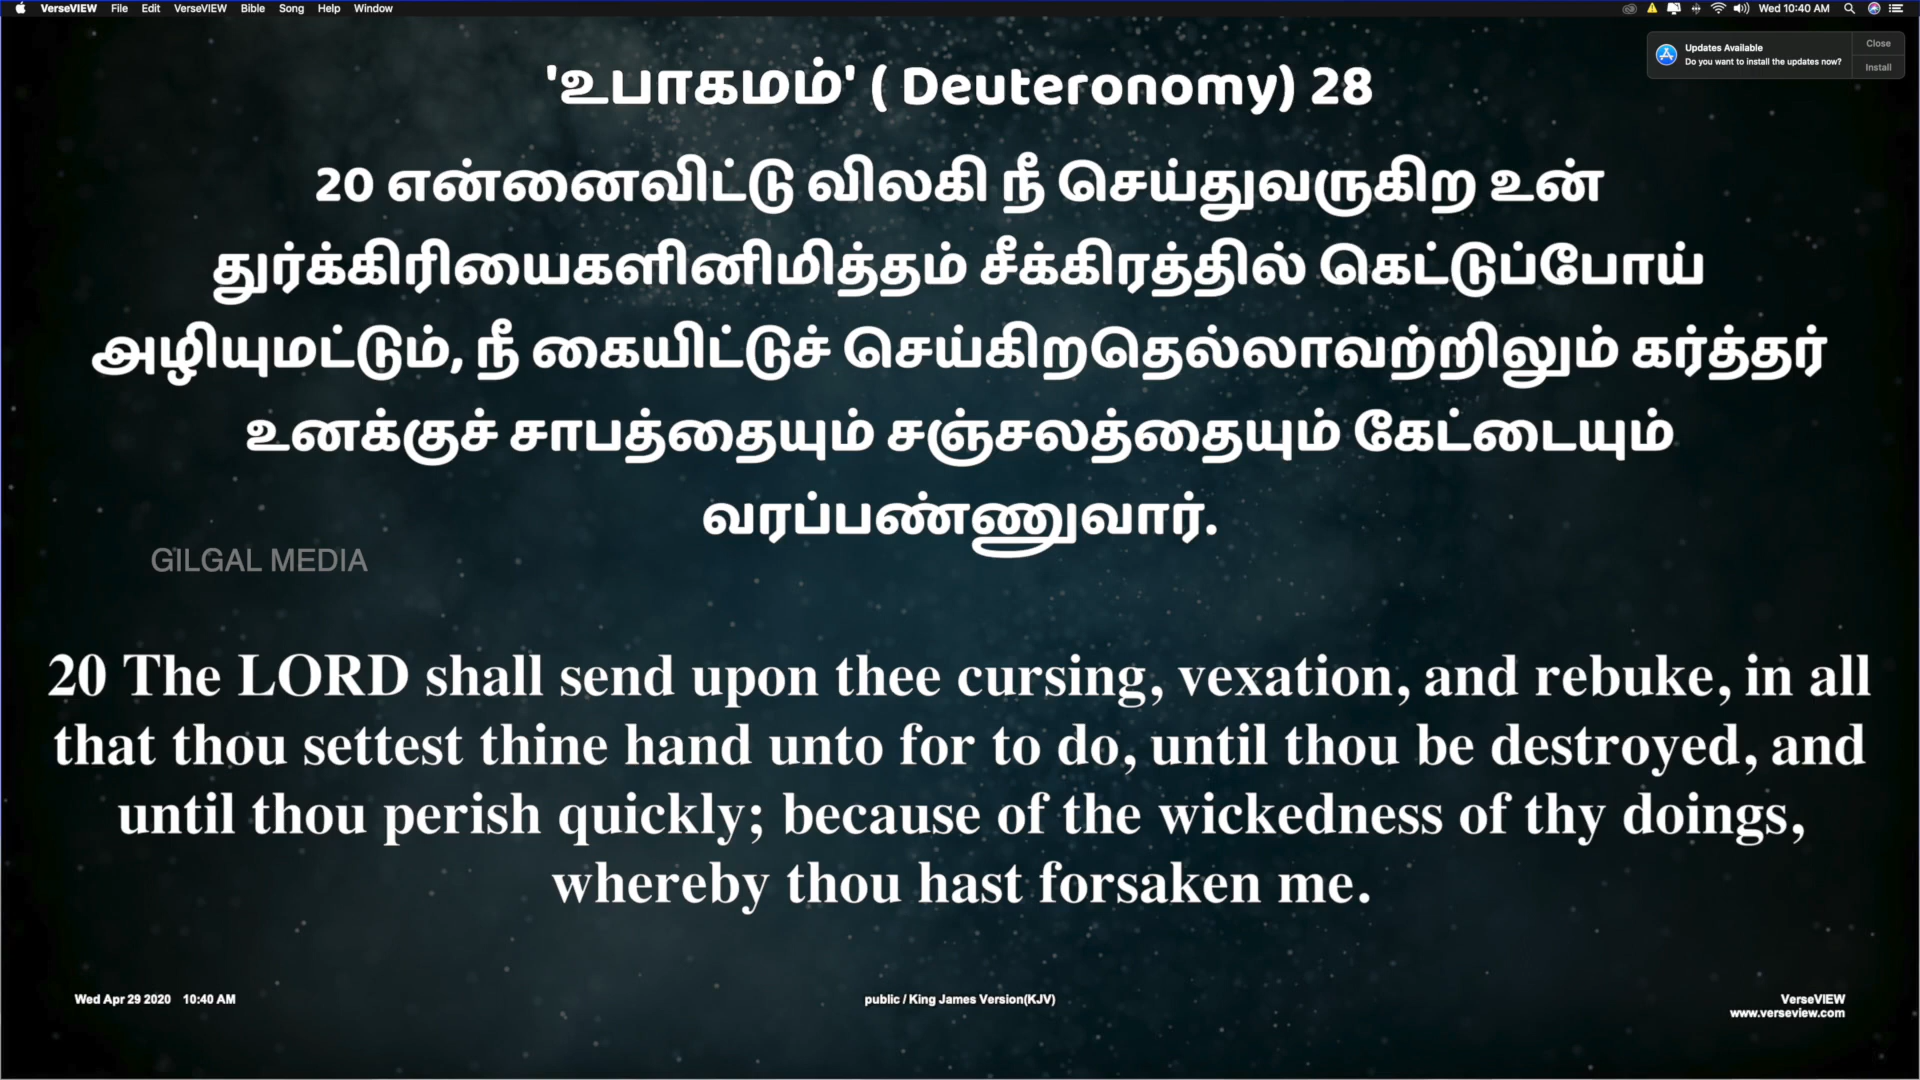 VerseVIEW File Edit VerseVIEW Bible Song Help Window Wed 10:40 AM
Updates Available
Do you want to install the updates now?
Close
Install
'உபாகமம்' ( Deuteronomy) 28
20 என்னைவிட்டு விலகி நீ செய்துவருகிற உன்
துர்க்கிரியைகளினிமித்தம் சீக்கிரத்தில் கெட்டுப்போய்
அழியுமட்டும், நீ கையிட்டுச் செய்கிறதெல்லாவற்றிலும் கர்த்தர்
உனக்குச் சாபத்தையும் சஞ்சலத்தையும் கேட்டையும்
வரப்பண்ணுவார்.
GILGAL MEDIA
20 The LORD shall send upon thee cursing, vexation, and rebuke, in all
that thou settest thine hand unto for to do, until thou be destroyed, and
until thou perish quickly; because of the wickedness of thy doings,
whereby thou hast forsaken me.
Wed Apr 29 2020 10:40 AM
public / King James Version(KJV)
VerseVIEW
www.verseview.com